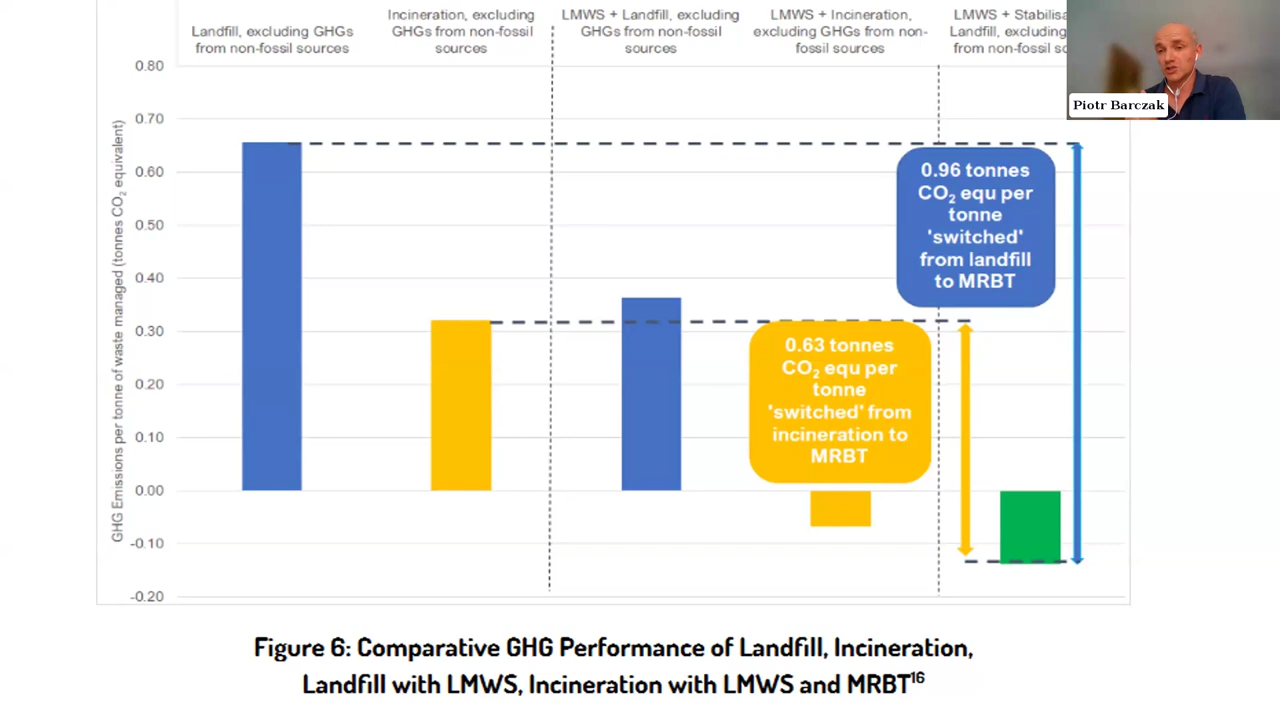 Landfill, excluding GHGs
from non-fossil sources
Incineration, excluding
GHGs from non-fossil
sources
LMWS + Landfill, excluding
GHGs from non-fossil
sources
LMWS + Incineration,
excluding GHGs from non-
fossil sources
LMWS + Stabilisa
Landfill, excluding
from non-fossil so
Piotr Barczak
GHG Emissions per tonne of waste managed (tonnes CO₂ equivalent)
0.80
0.70
0.60
0.50
0.40
0.30
0.20
0.10
0.00
-0.10
-0.20
0.96 tonnes
CO₂ equ per
tonne
'switched'
from landfill
to MRBT
0.63 tonnes
CO₂ equ per
tonne
'switched' from
incineration to
MRBT
Figure 6: Comparative GHG Performance of Landfill, Incineration,
Landfill with LMWS, Incineration with LMWS and MRBT¹⁶